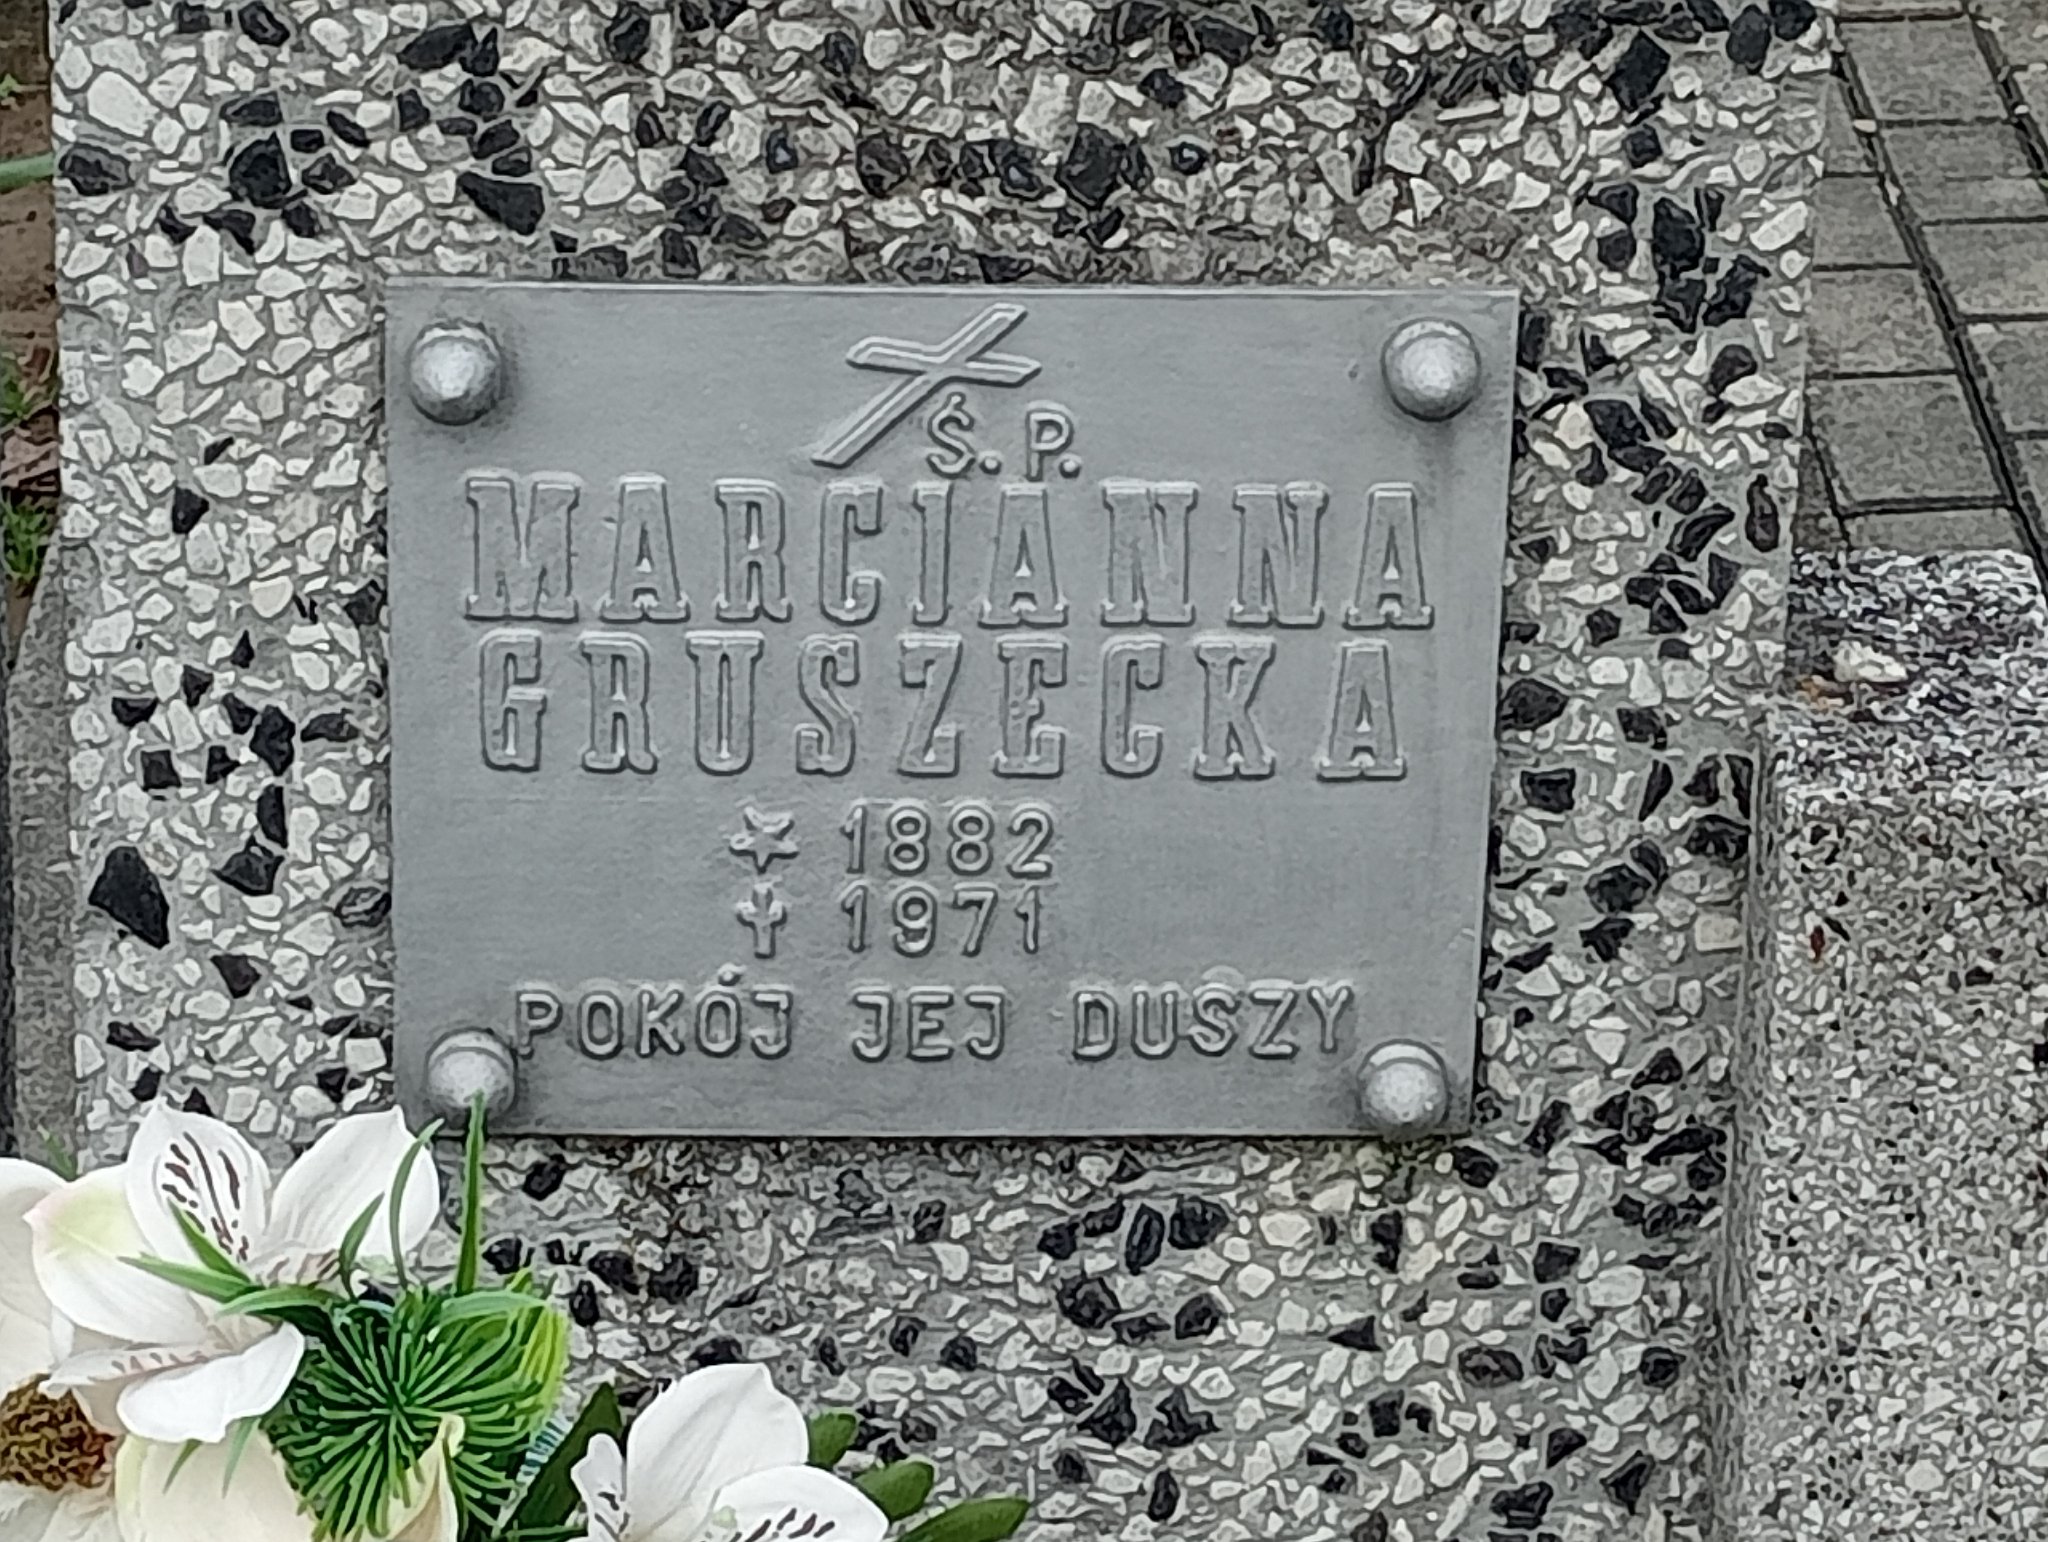 Ś.P.
MARCIANNA
GRUSZECKA
1882
1971
POKÓJ JEJ DUSZY